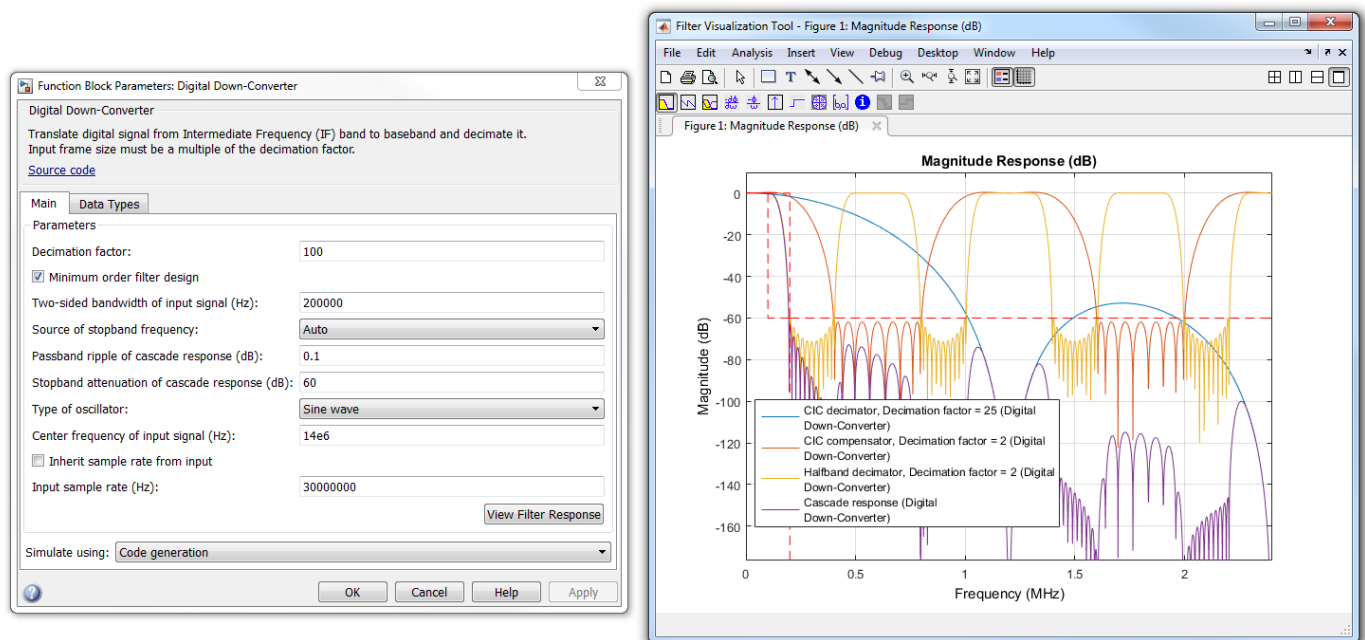 Function Block Parameters: Digital Down-Converter
Digital Down-Converter
Translate digital signal from Intermediate Frequency (IF) band to baseband and decimate it.
Input frame size must be a multiple of the decimation factor.
Source code
Main
Data Types
Parameters
Decimation factor:
100
Minimum order filter design
Two-sided bandwidth of input signal (Hz):
200000
Source of stopband frequency:
Auto
Passband ripple of cascade response (dB):
0.1
Stopband attenuation of cascade response (dB):
60
Type of oscillator:
Sine wave
Center frequency of input signal (Hz):
14e6
Inherit sample rate from input
Input sample rate (Hz):
30000000
View Filter Response
Simulate using:
Code generation
OK
Cancel
Help
Apply
Filter Visualization Tool - Figure 1: Magnitude Response (dB)
File Edit Analysis Insert View Debug Desktop Window Help
Figure 1: Magnitude Response (dB)
Magnitude Response (dB)
Magnitude (dB)
0
-20
-40
-60
-80
-100
-120
-140
-160
CIC decimator, Decimation factor = 25 (Digital
Down-Converter)
CIC compensator, Decimation factor = 2 (Digital
Down-Converter)
Halfband decimator, Decimation factor = 2 (Digital
Down-Converter)
Cascade response (Digital
Down-Converter)
0 0.5 1 1.5 2
Frequency (MHz)